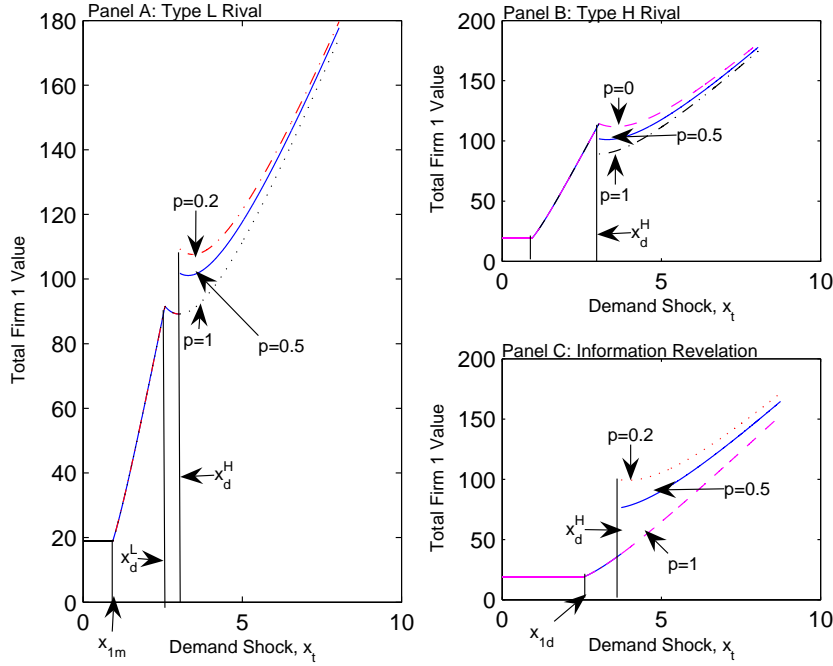 Panel A: Type L Rival
180
160
140
120
100
80
60
40
20
0
Total Firm 1 Value
p=0.2
p=1
p=0.5
x_d^H
x_d^L
x_{1m}
0
5
10
Demand Shock, x_t
Panel B: Type H Rival
200
150
100
50
0
Total Firm 1 Value
p=0
p=0.5
p=1
x_d^H
0
5
10
Demand Shock, x_t
Panel C: Information Revelation
200
150
100
50
0
Total Firm 1 Value
p=0.2
p=0.5
x_d^H
p=1
x_{1d}
0
5
10
Demand Shock, x_t